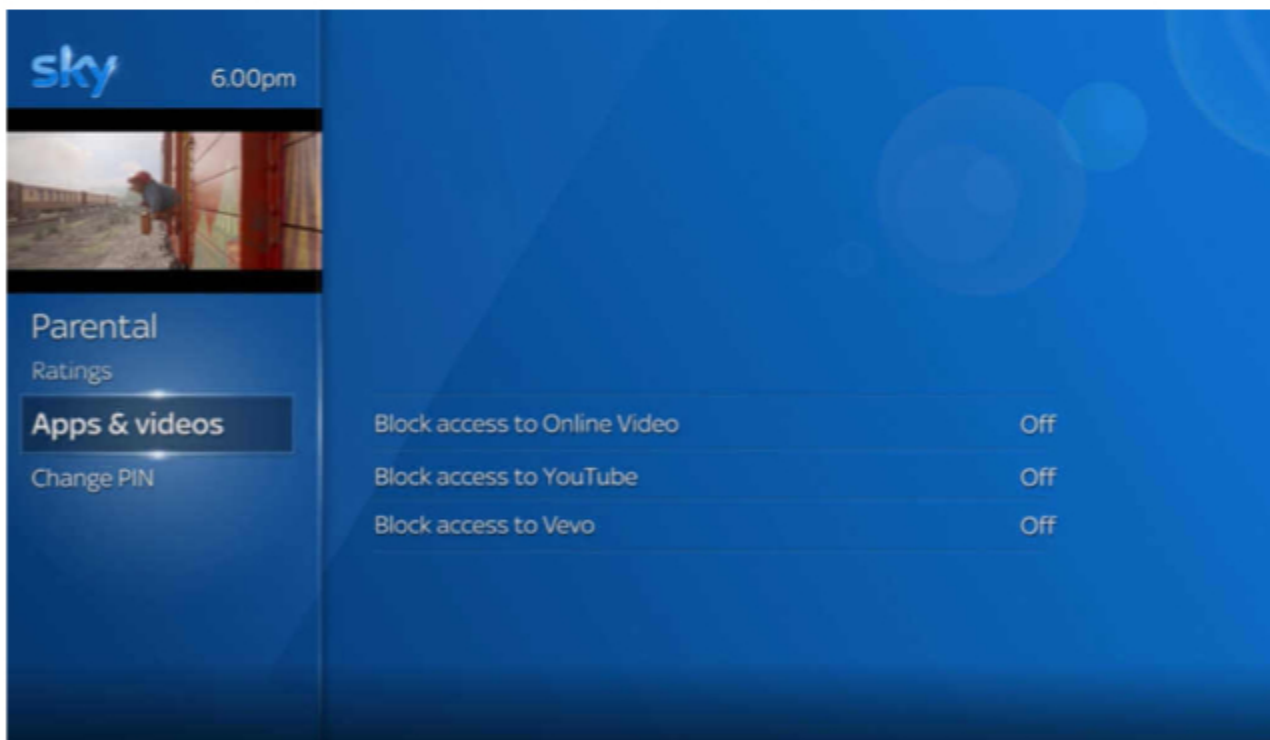 sky
6.00pm
Parental
Ratings
Apps & videos
Change PIN
Block access to Online Video Off
Block access to YouTube Off
Block access to Vevo Off